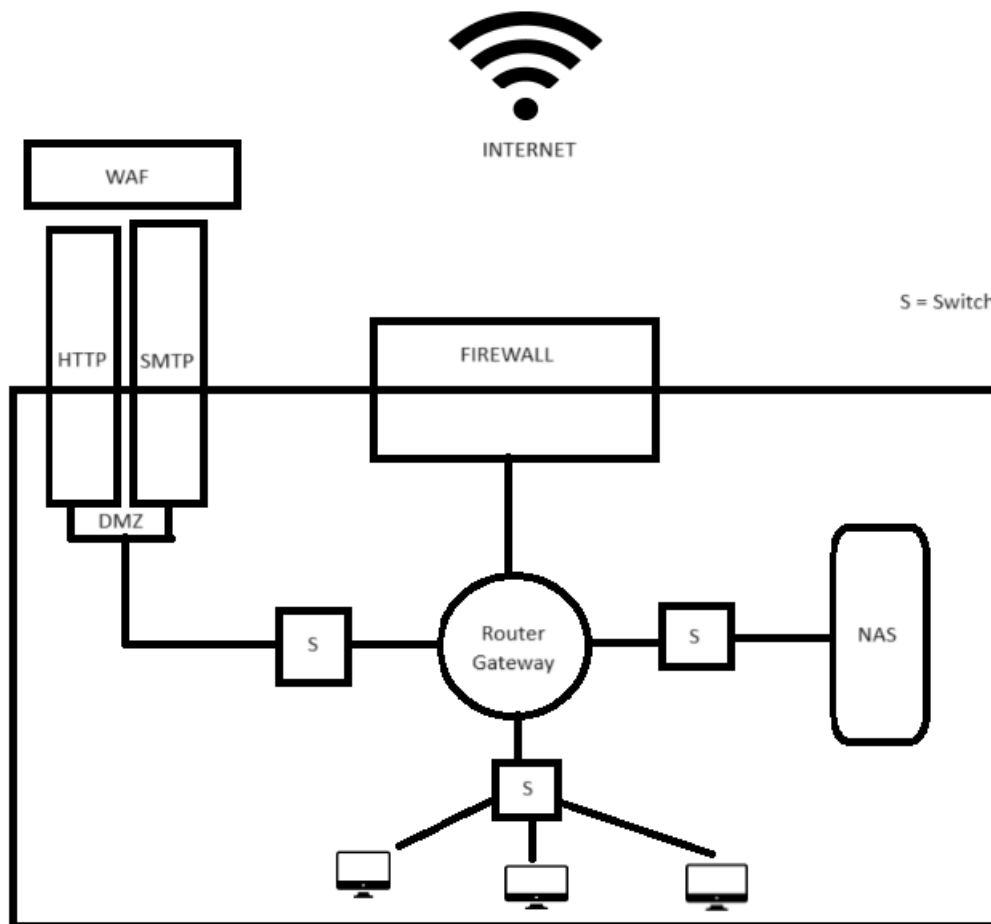 INTERNET
WAF
S = Switch
HTTP
SMTP
FIREWALL
DMZ
S
Router
Gateway
S
NAS
S